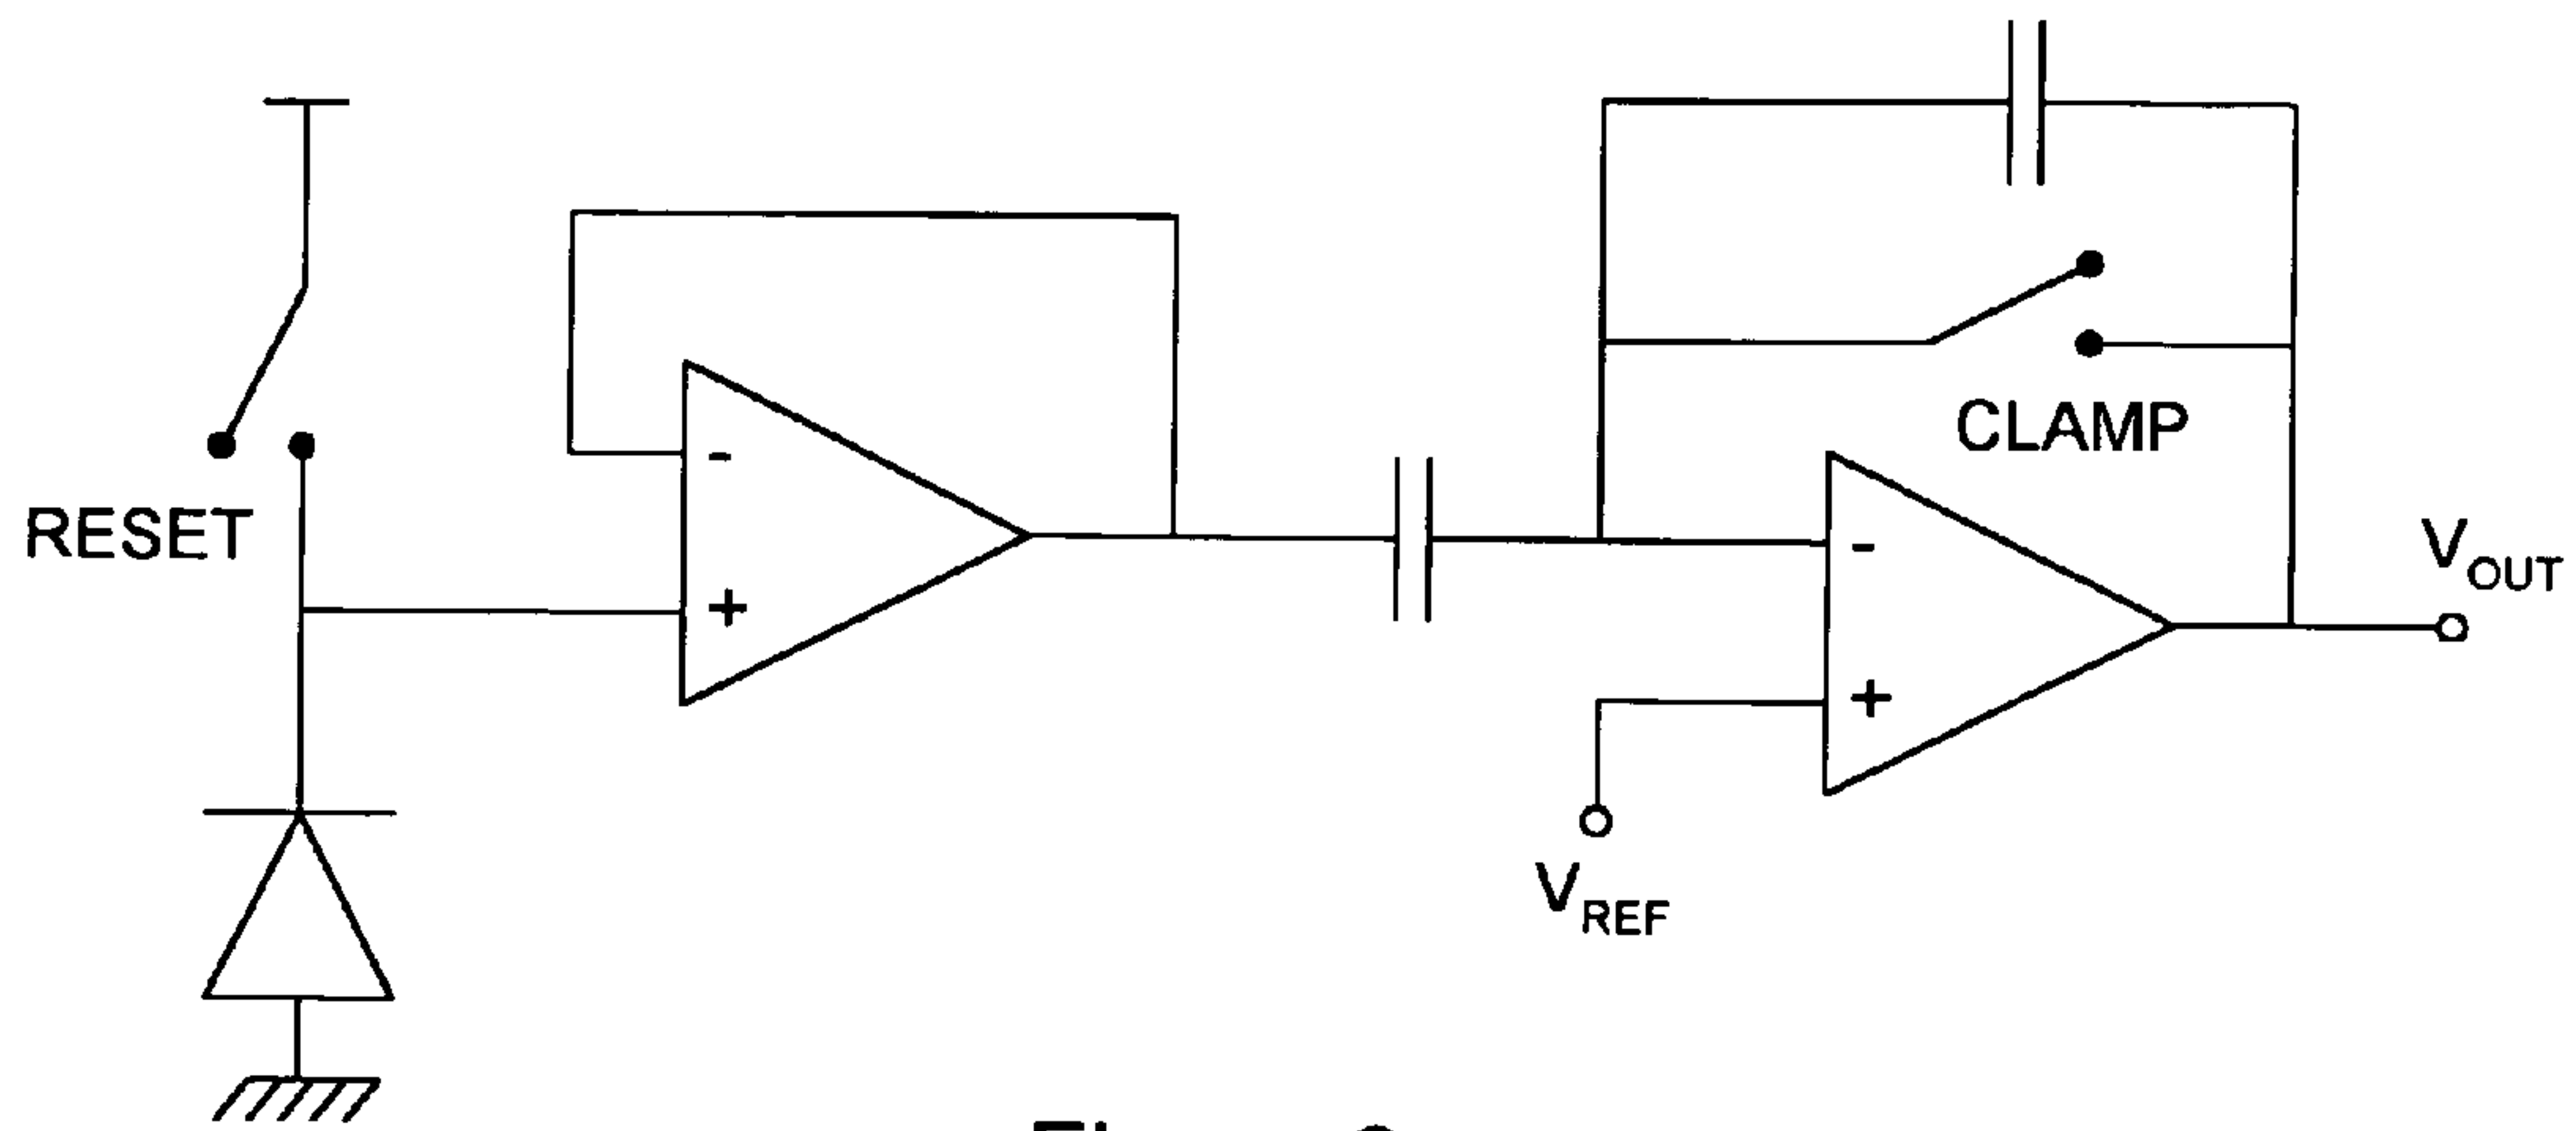 CLAMP
RESET
-
+
-
+
VOUT
VREF